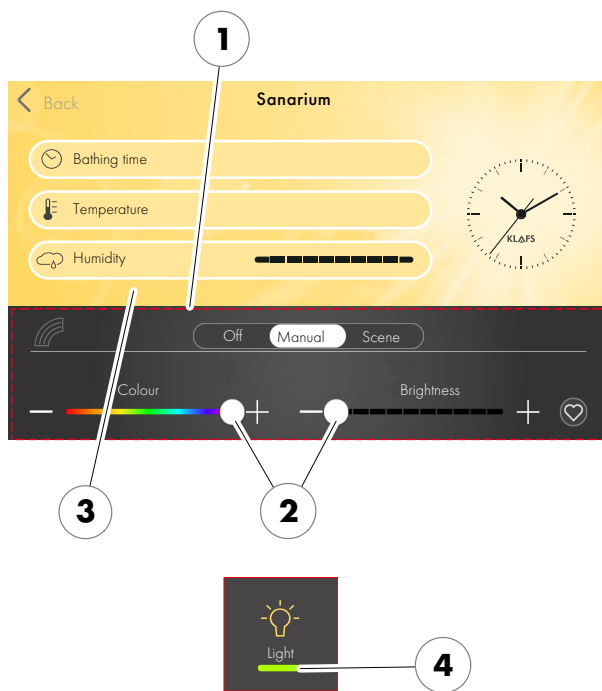 1
Back
Sanarium
Bathing time
Temperature
Humidity
KLAFS
Off Manual Scene
Colour Brightness
3 2
Light
4